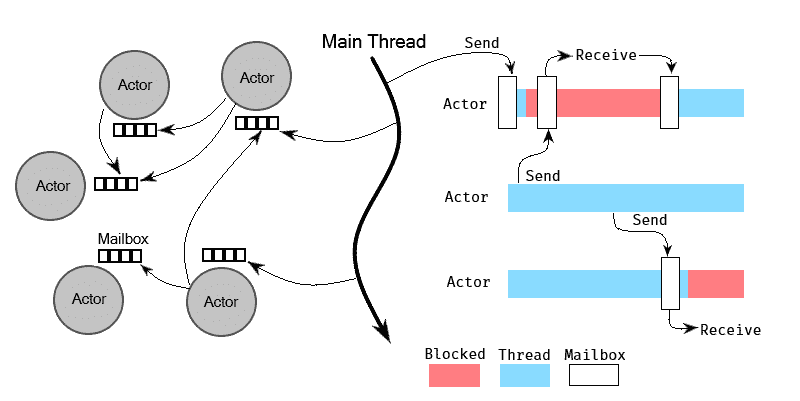 Main Thread
Send
Actor
Actor
Receive
Actor
Send
Actor
Actor
Send
Mailbox
Actor
Actor
Actor
Receive
Blocked
Thread
Mailbox